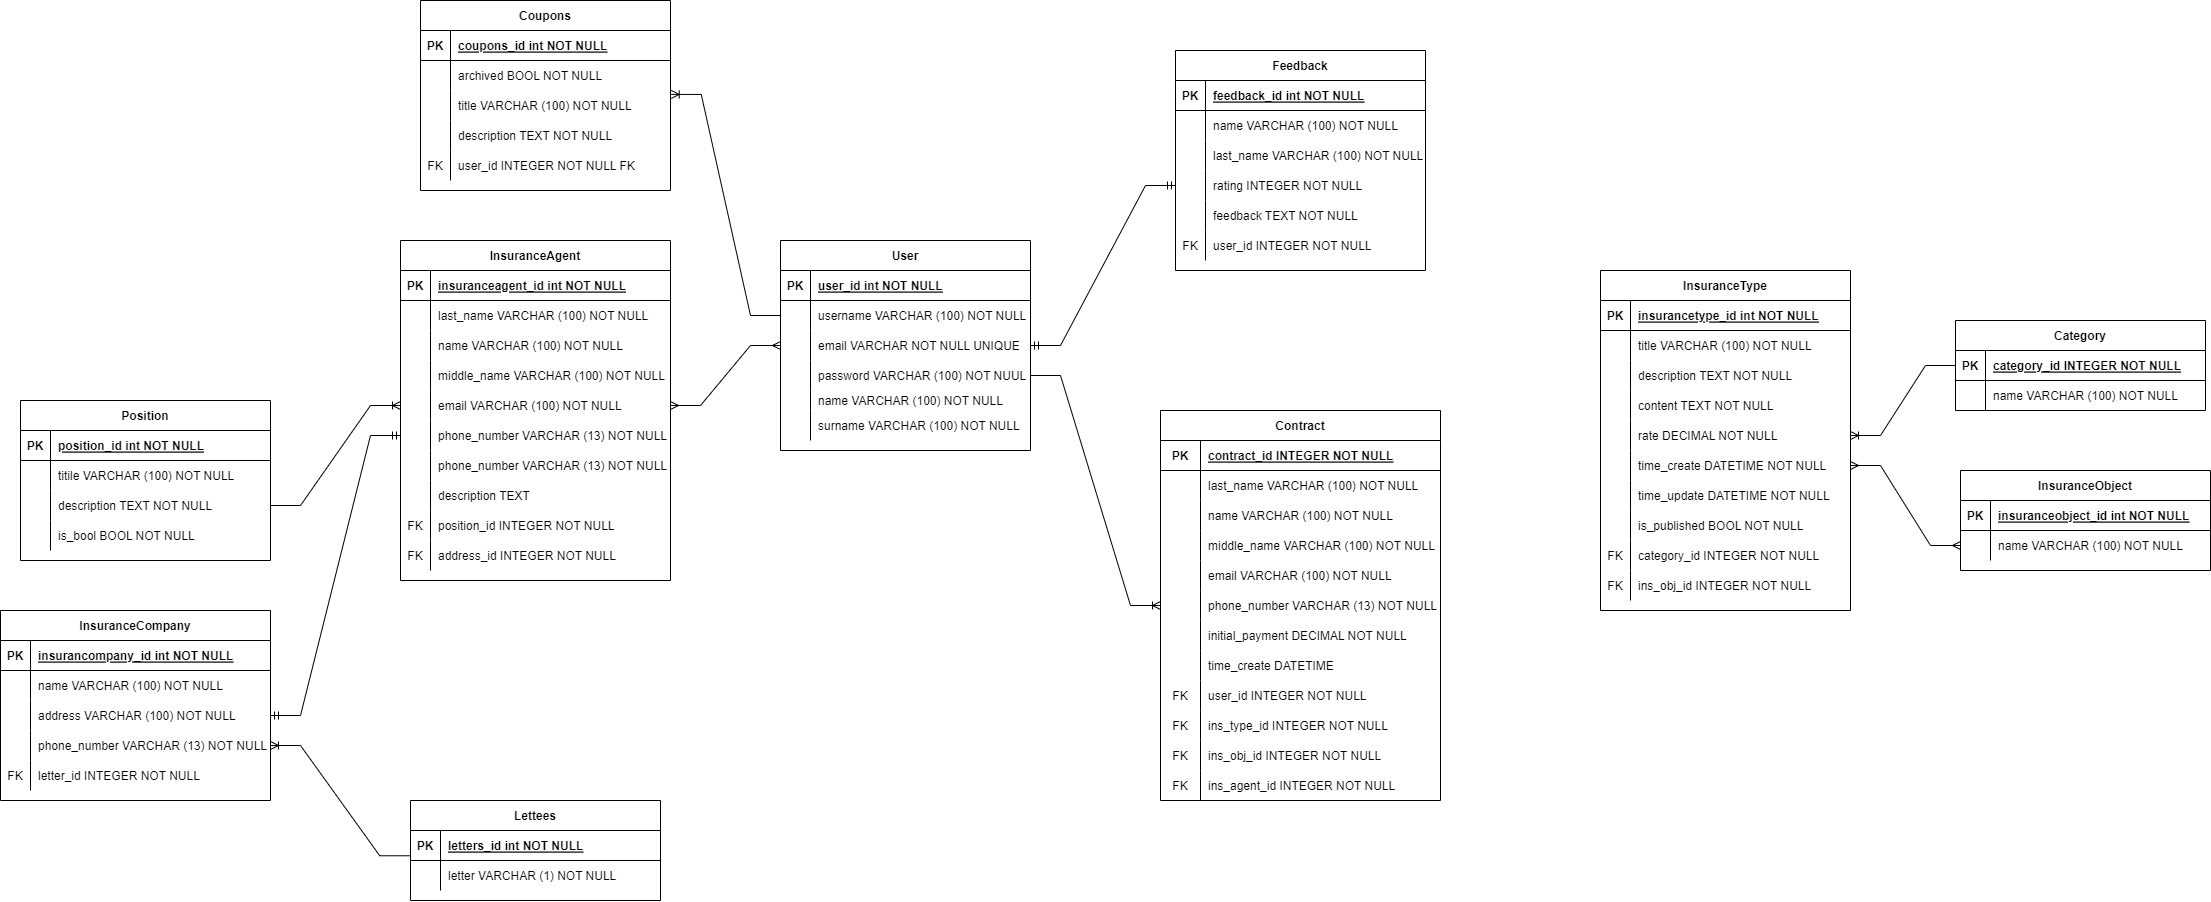 Coupons
PK coupons_id int NOT NULL
archived BOOL NOT NULL
title VARCHAR (100) NOT NULL
description TEXT NOT NULL
FK user_id INTEGER NOT NULL FK
Feedback
PK feedback_id int NOT NULL
name VARCHAR (100) NOT NULL
last_name VARCHAR (100) NOT NULL
rating INTEGER NOT NULL
feedback TEXT NOT NULL
FK user_id INTEGER NOT NULL
InsuranceAgent
PK insuranceagent_id int NOT NULL
last_name VARCHAR (100) NOT NULL
name VARCHAR (100) NOT NULL
middle_name VARCHAR (100) NOT NULL
email VARCHAR (100) NOT NULL
phone_number VARCHAR (13) NOT NULL
phone_number VARCHAR (13) NOT NULL
description TEXT
FK position_id INTEGER NOT NULL
FK address_id INTEGER NOT NULL
User
PK user_id int NOT NULL
username VARCHAR (100) NOT NULL
email VARCHAR NOT NULL UNIQUE
password VARCHAR (100) NOT NUUL
name VARCHAR (100) NOT NULL
surname VARCHAR (100) NOT NULL
InsuranceType
PK insurancetype_id int NOT NULL
title VARCHAR (100) NOT NULL
description TEXT NOT NULL
content TEXT NOT NULL
rate DECIMAL NOT NULL
time_create DATETIME NOT NULL
time_update DATETIME NOT NULL
is_published BOOL NOT NULL
FK category_id INTEGER NOT NULL
FK ins_obj_id INTEGER NOT NULL
Category
PK category_id INTEGER NOT NULL
name VARCHAR (100) NOT NULL
InsuranceObject
PK insuranceobject_id int NOT NULL
name VARCHAR (100) NOT NULL
Position
PK position_id int NOT NULL
titile VARCHAR (100) NOT NULL
description TEXT NOT NULL
is_bool BOOL NOT NULL
Contract
PK contract_id INTEGER NOT NULL
last_name VARCHAR (100) NOT NULL
name VARCHAR (100) NOT NULL
middle_name VARCHAR (100) NOT NULL
email VARCHAR (100) NOT NULL
phone_number VARCHAR (13) NOT NULL
initial_payment DECIMAL NOT NULL
time_create DATETIME
FK user_id INTEGER NOT NULL
FK ins_type_id INTEGER NOT NULL
FK ins_obj_id INTEGER NOT NULL
FK ins_agent_id INTEGER NOT NULL
InsuranceCompany
PK insurancompany_id int NOT NULL
name VARCHAR (100) NOT NULL
address VARCHAR (100) NOT NULL
phone_number VARCHAR (13) NOT NULL
FK letter_id INTEGER NOT NULL
Lettees
PK letters_id int NOT NULL
letter VARCHAR (1) NOT NULL